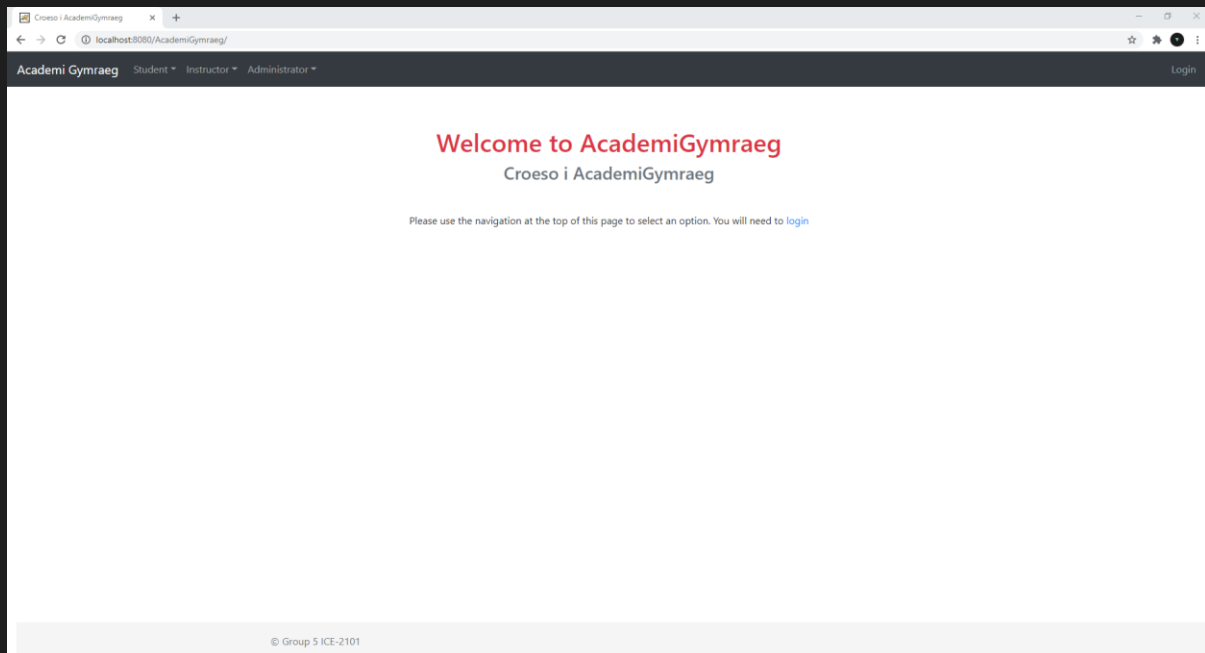 Croeso i AcademiGymraeg
localhost:8080/AcademiGymraeg/
Academi Gymraeg Student Instructor Administrator Login
Welcome to AcademiGymraeg
Croeso i AcademiGymraeg
Please use the navigation at the top of this page to select an option. You will need to login
© Group 5 ICE-2101